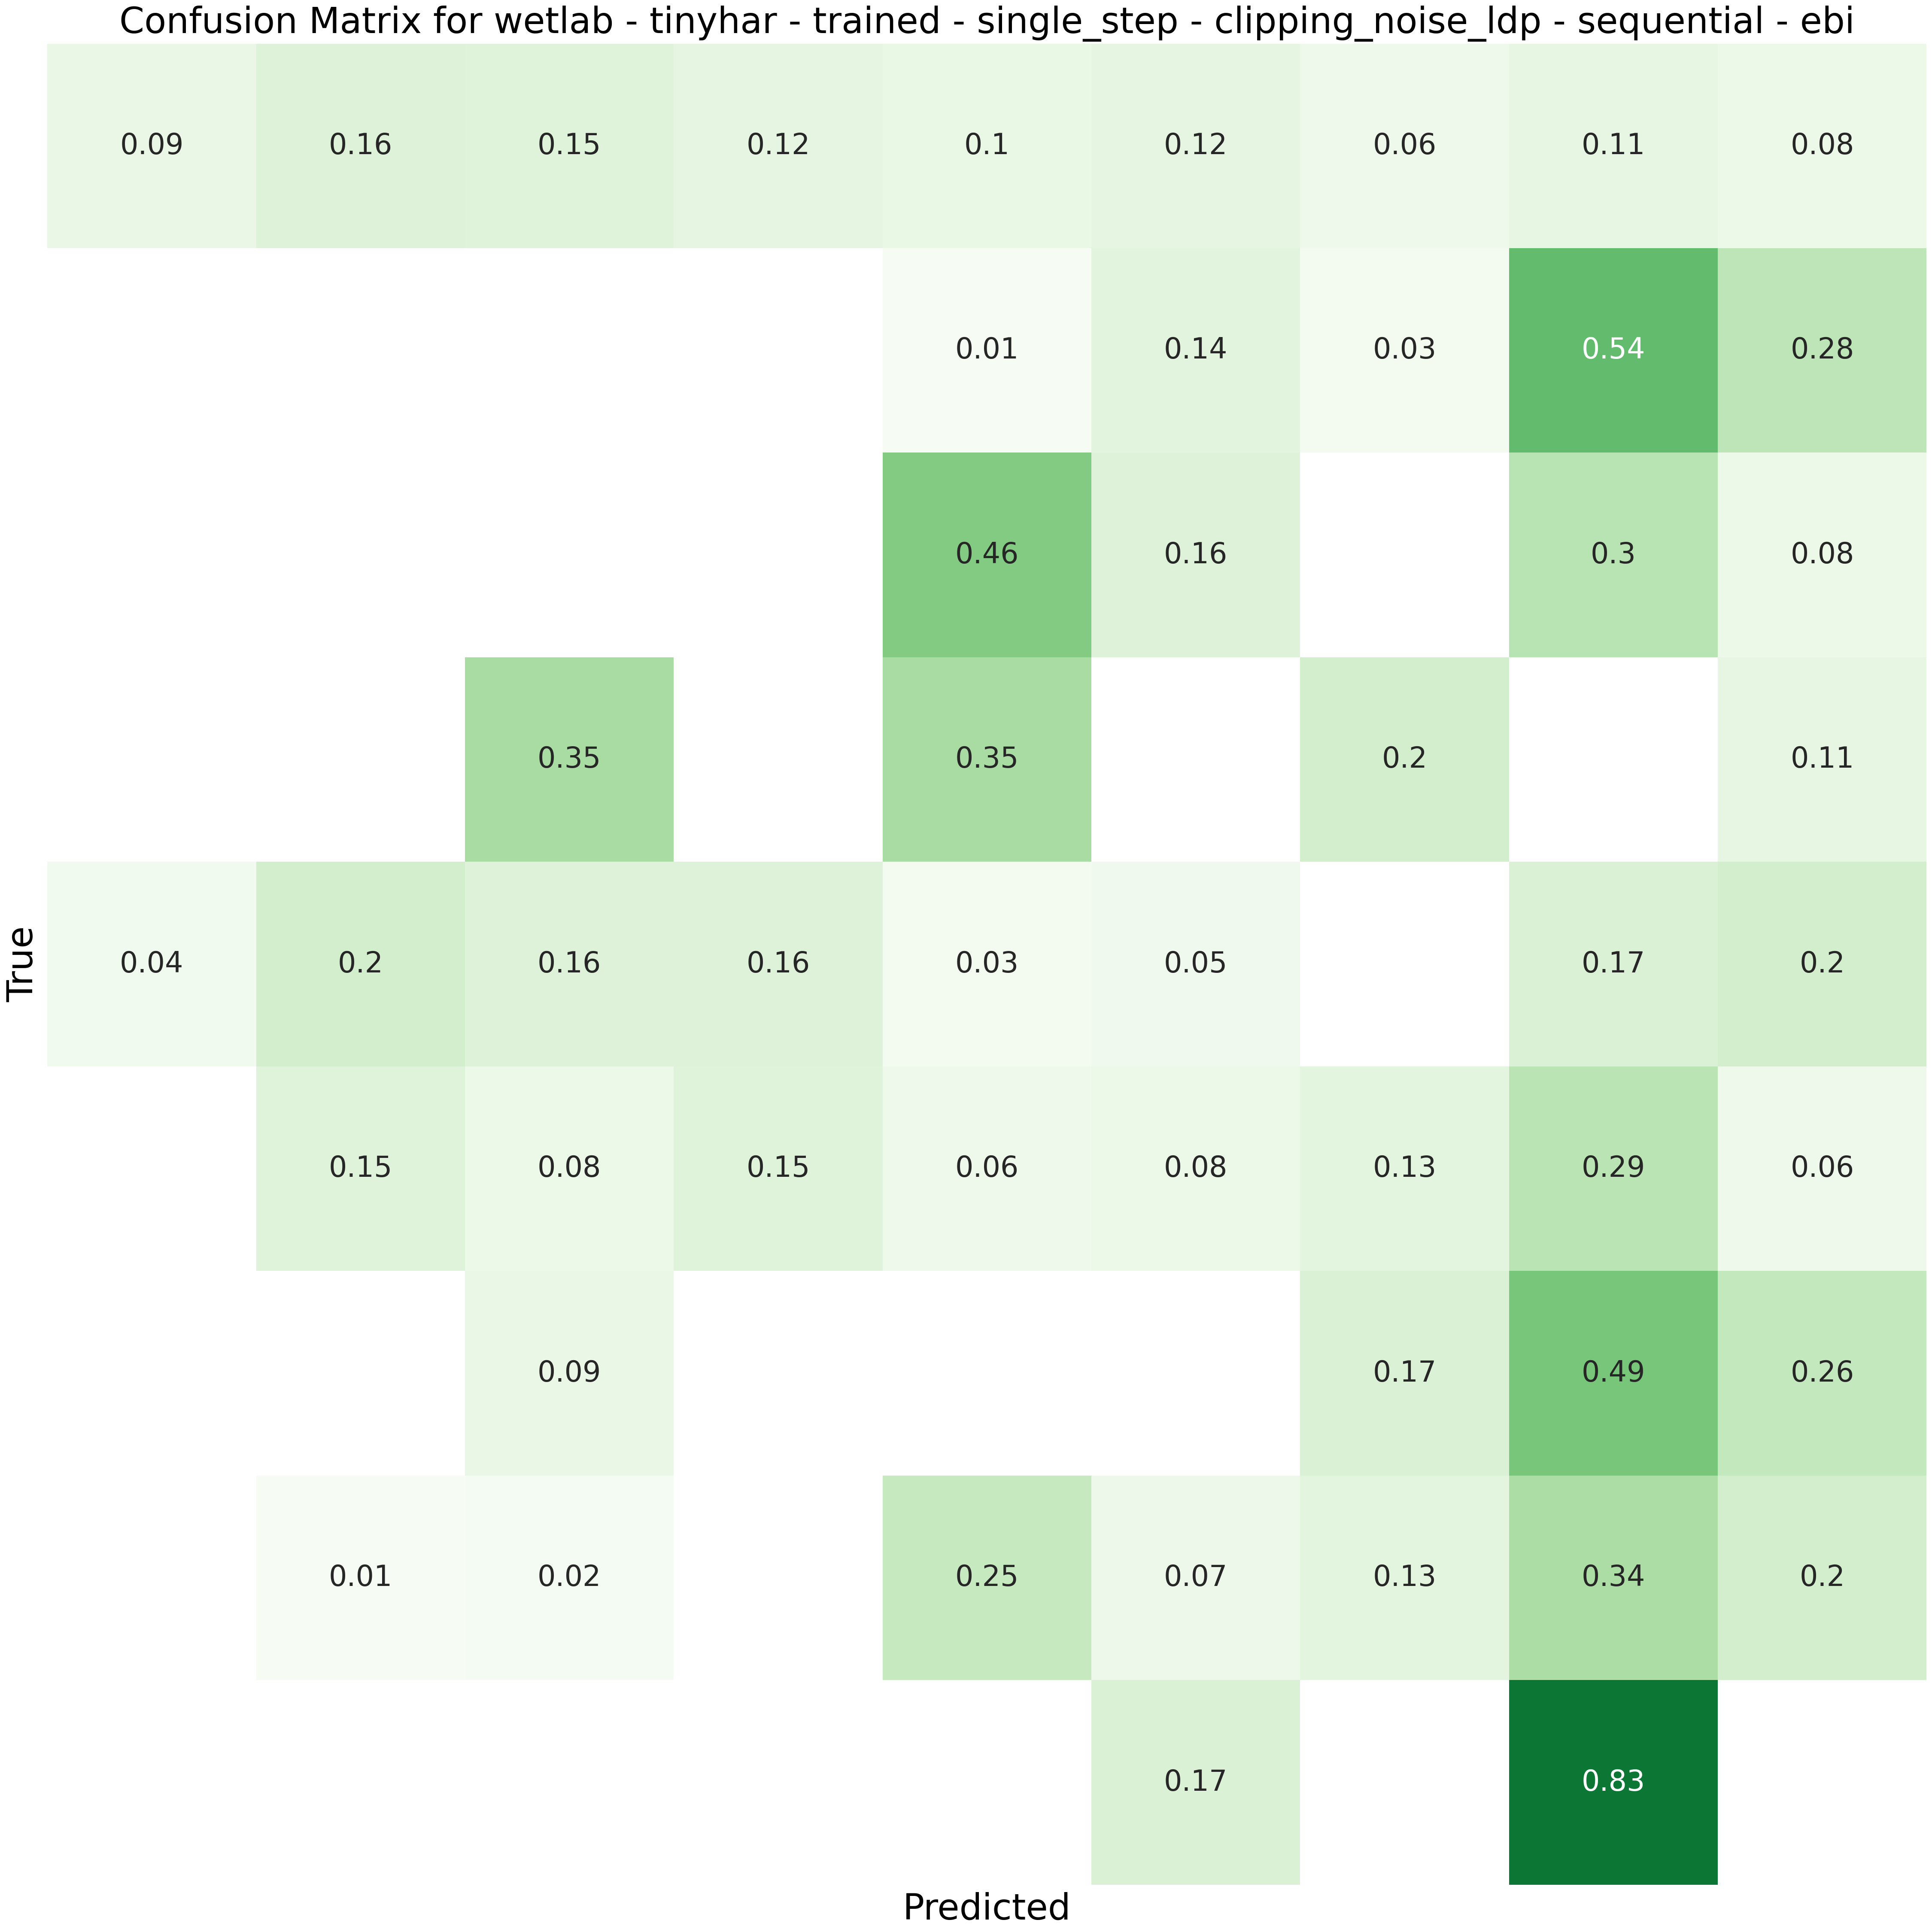 Confusion Matrix for wetlab - tinyhar - trained - single_step - clipping_noise_ldp - sequential - ebi
0.09 0.16 0.15 0.12 0.1 0.12 0.06 0.11 0.08
0.01 0.14 0.03 0.54 0.28
0.46 0.16 0.3 0.08
0.35 0.35 0.2 0.11
True
0.04 0.2 0.16 0.16 0.03 0.05 0.17 0.2
0.15 0.08 0.15 0.06 0.08 0.13 0.29 0.06
0.09 0.17 0.49 0.26
0.01 0.02 0.25 0.07 0.13 0.34 0.2
0.17 0.83
Predicted